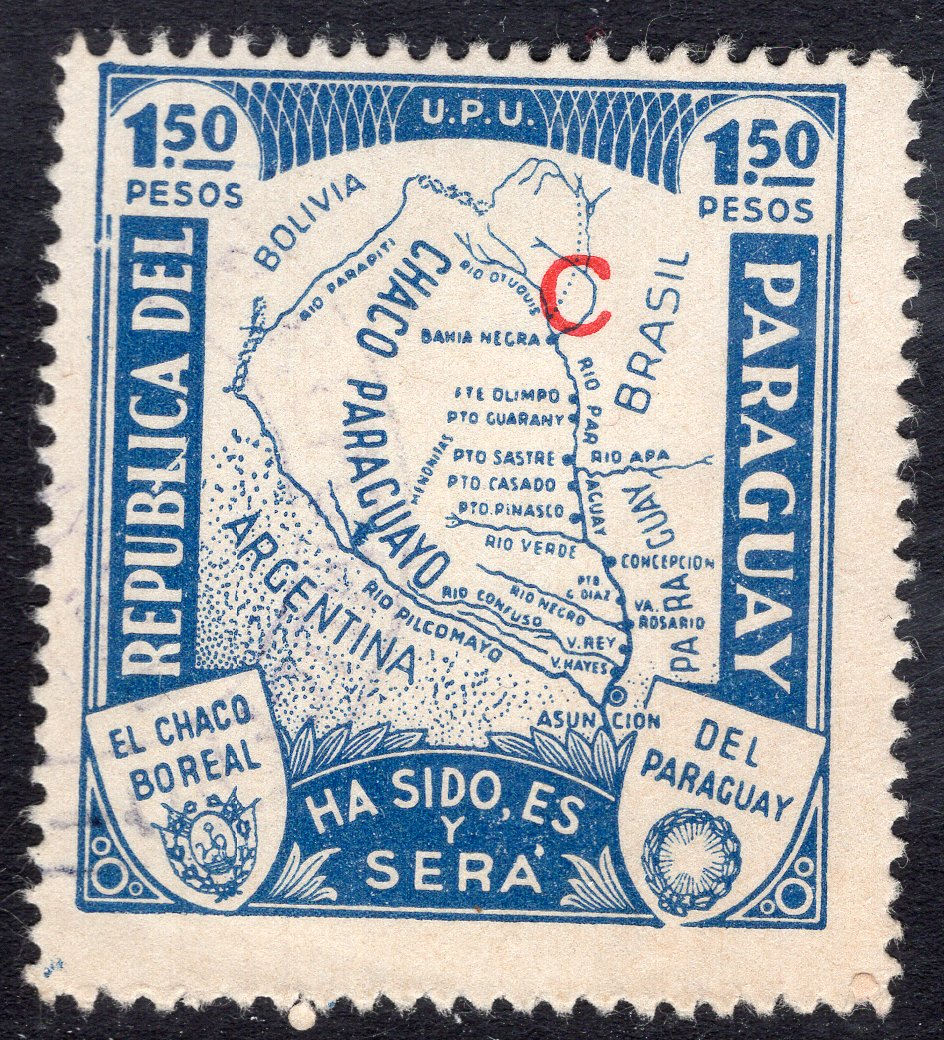 U.P.U.
1.50
PESOS
1.50
PESOS
REPUBLICA DEL
PARAGUAY
BOLIVIA
RIO PARAPITI
CHACO PARAGUAYO
RIO OTUQUIS
C
BRASIL
BAHIA NEGRA
RIO PARAGUAY
FTE OLIMPO
PTO GUARANY
PTO SASTRE
RIO APA
MENONITAS
PTO CASADO
PTO. PINASCO
PARAGUAY
RIO VERDE
CONCEPCION
ARGENTINA
PTO
G. DIAZ
RIO NEGRO
RIO CONFUSO
VA.
ROSARIO
RIO PILCOMAYO
V. REY
V. HAYES
ASUNCION
EL CHACO
BOREAL
HA SIDO, ES
Y
SERA
DEL
PARAGUAY